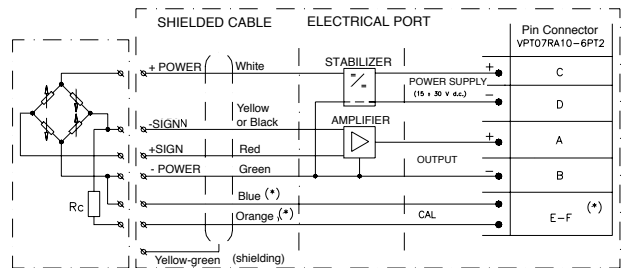 SHIELDED CABLE
ELECTRICAL PORT
Pin Connector
VPT07RA10-6PT2
+ POWER
White
STABILIZER
=/=
POWER SUPPLY
(15 ÷ 30 V d.c.)
+
C
-
D
-SIGNN
Yellow
or Black
AMPLIFIER
+
A
+SIGN
Red
OUTPUT
- POWER
Green
-
B
Blue (*)
Rc
Orange (*)
CAL
E-F (*)
Yellow-green (shielding)